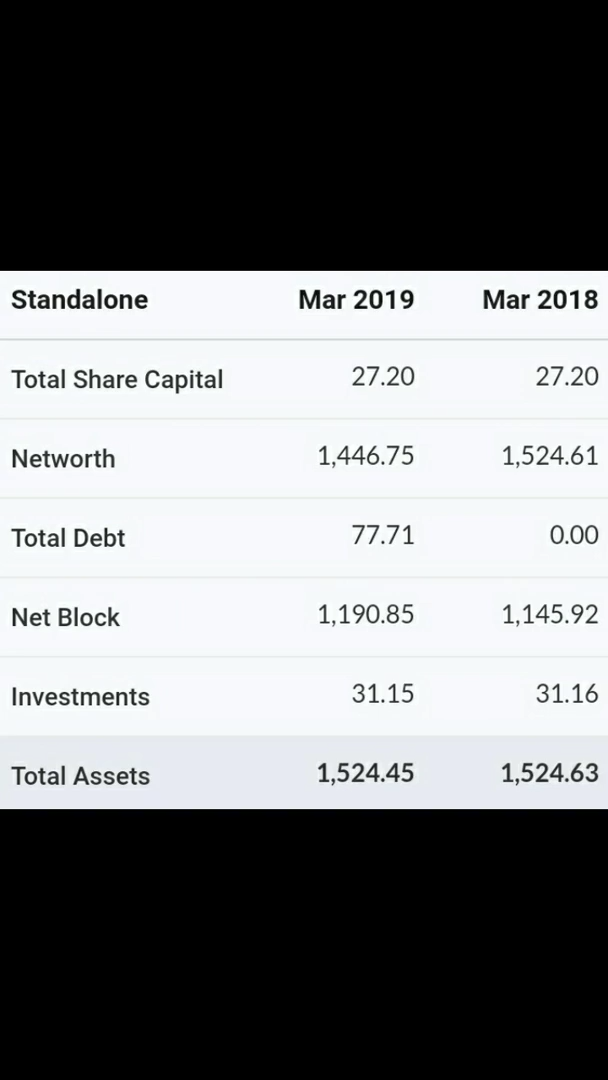 Standalone Mar 2019 Mar 2018
Total Share Capital 27.20 27.20
Networth 1,446.75 1,524.61
Total Debt 77.71 0.00
Net Block 1,190.85 1,145.92
Investments 31.15 31.16
Total Assets 1,524.45 1,524.63